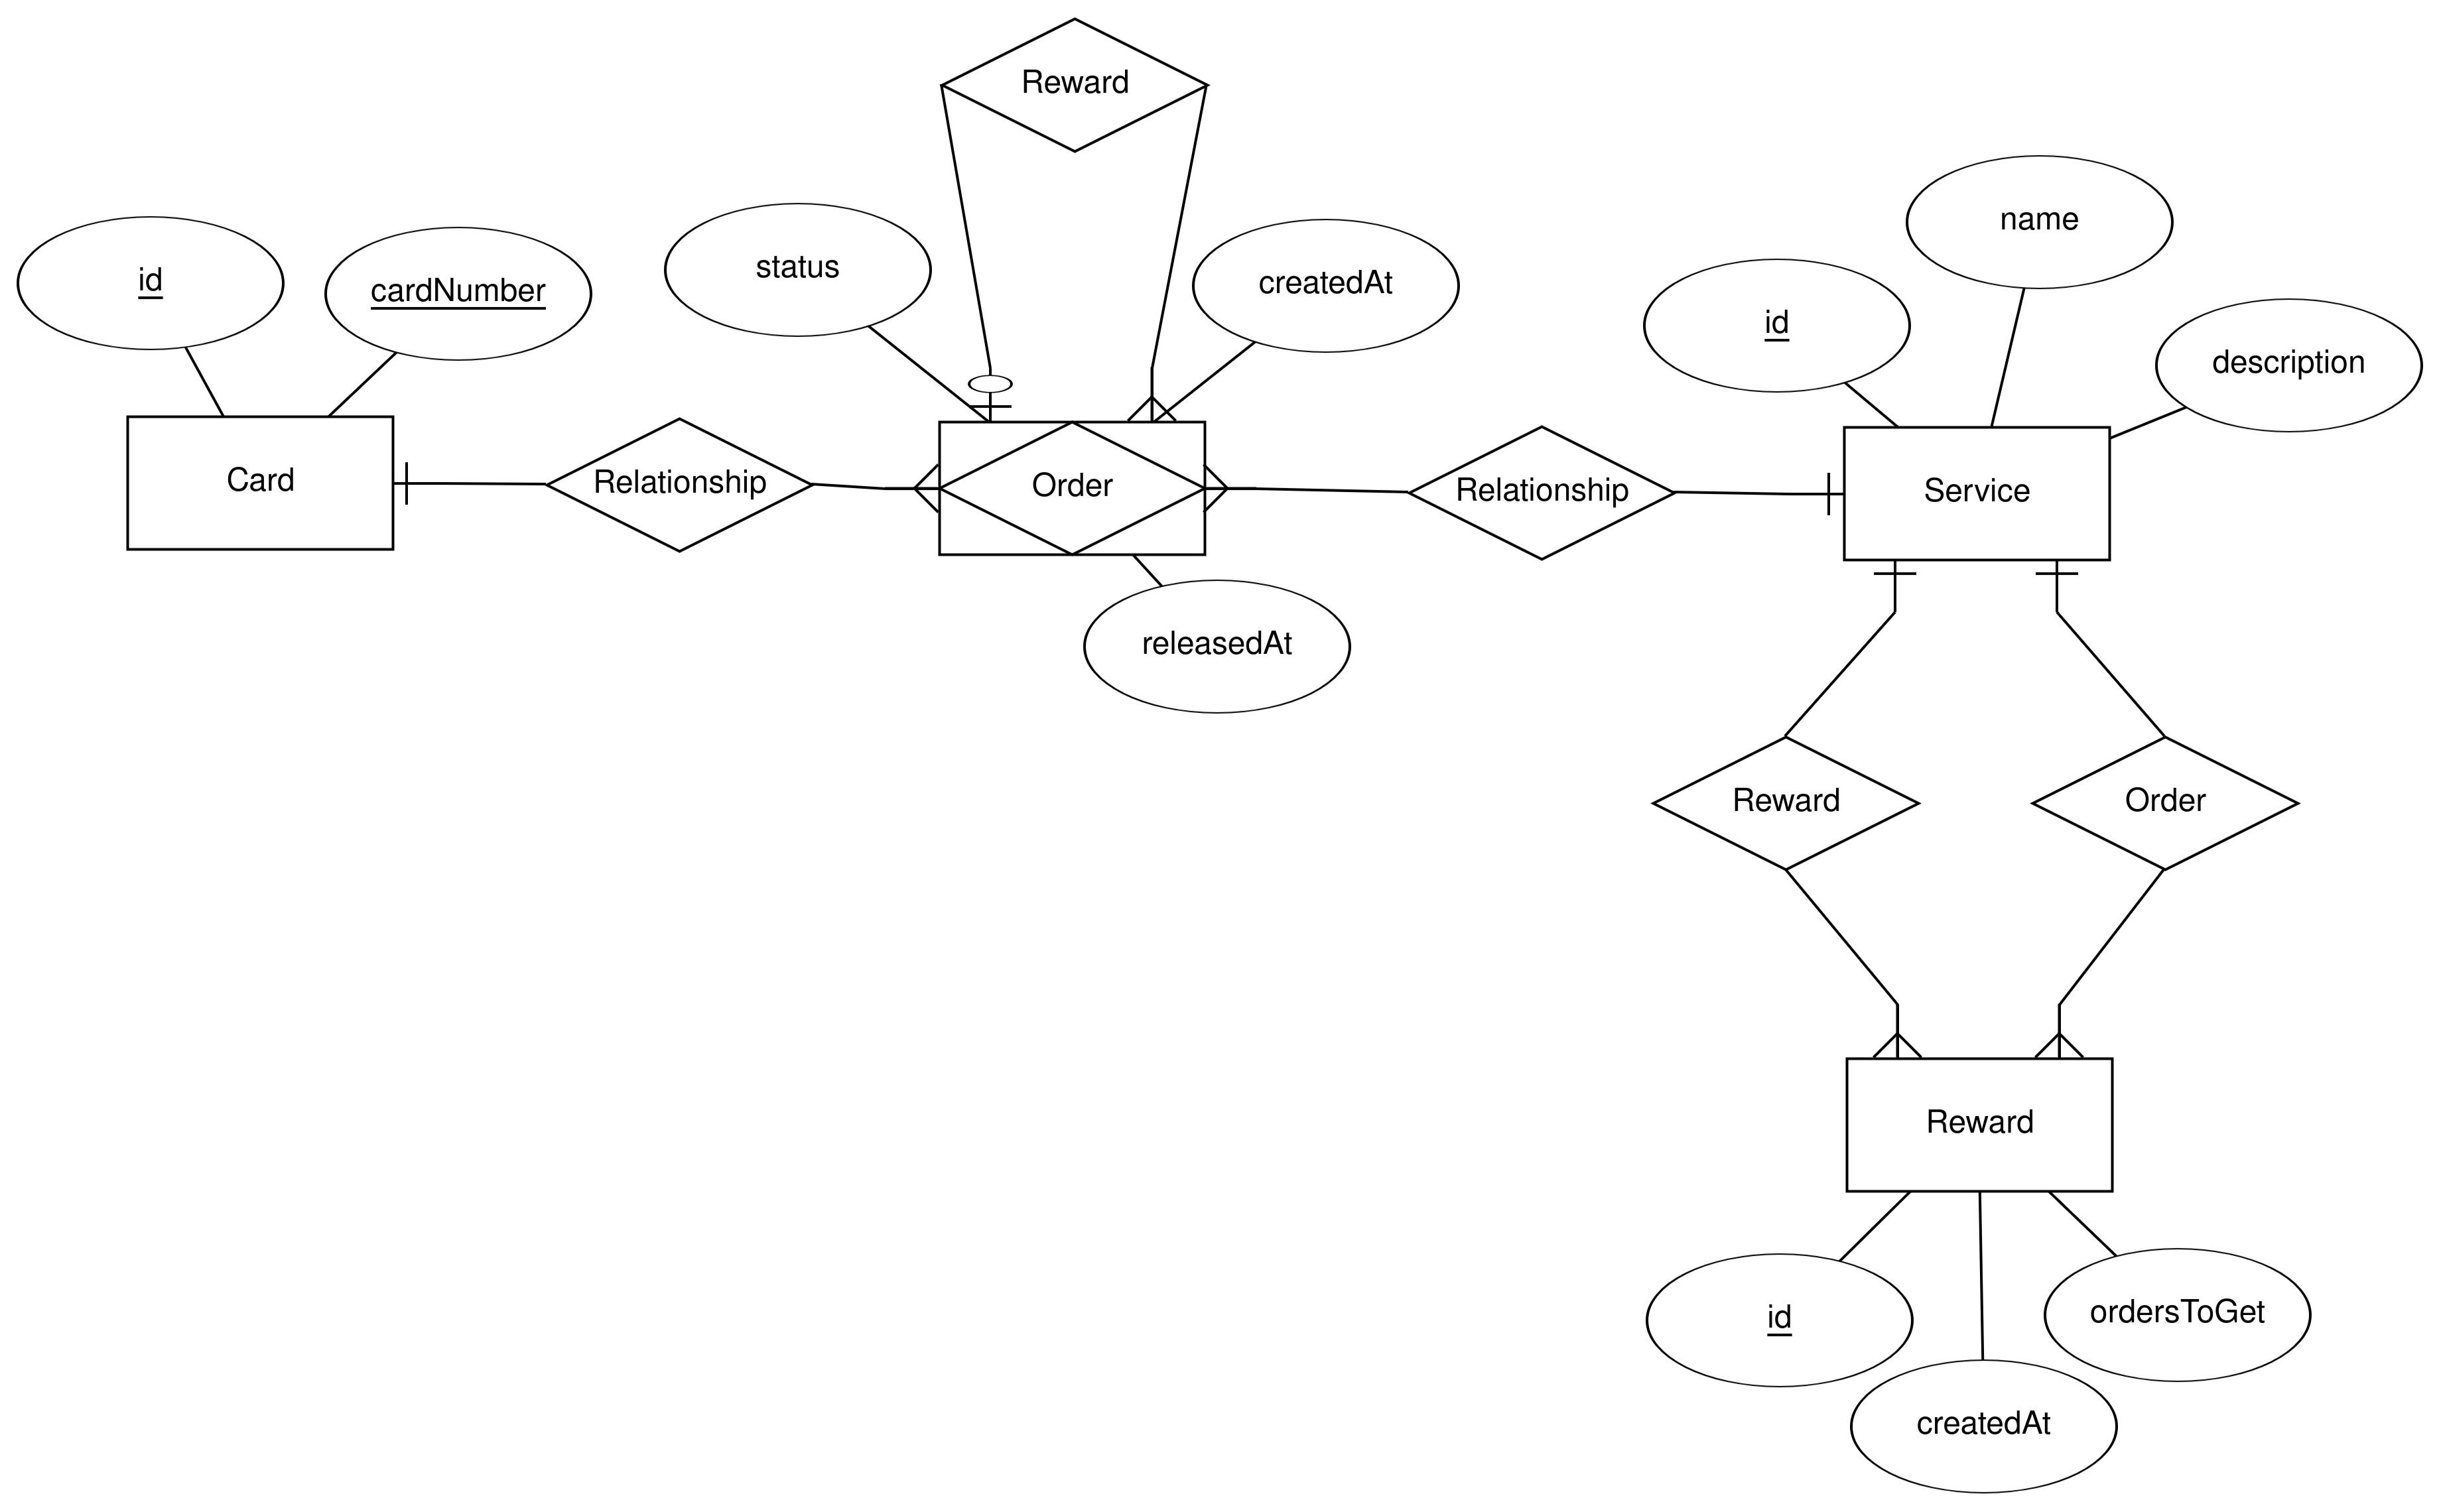 Reward
name
status
createdAt
id
cardNumber
id
description
Card
Relationship
Order
Relationship
Service
releasedAt
Reward
Order
Reward
id
ordersToGet
createdAt